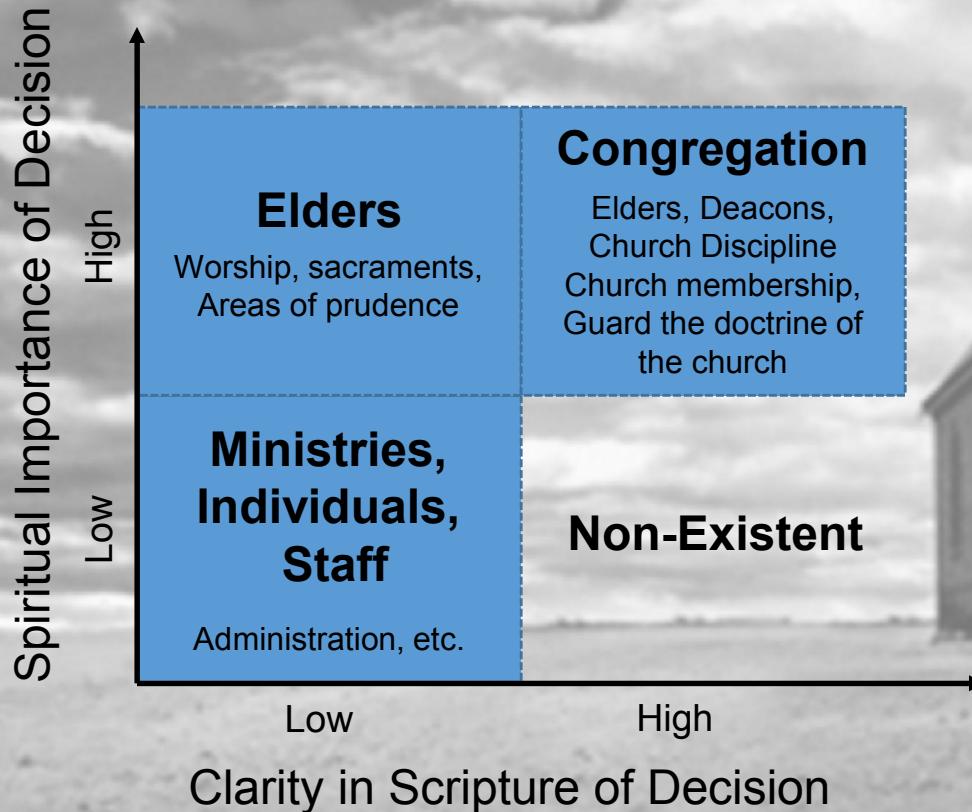 Spiritual Importance of Decision
High
Low
Elders
Worship, sacraments,
Areas of prudence
Congregation
Elders, Deacons,
Church Discipline
Church membership,
Guard the doctrine of
the church
Ministries,
Individuals,
Staff
Administration, etc.
Non-Existent
Low
High
Clarity in Scripture of Decision